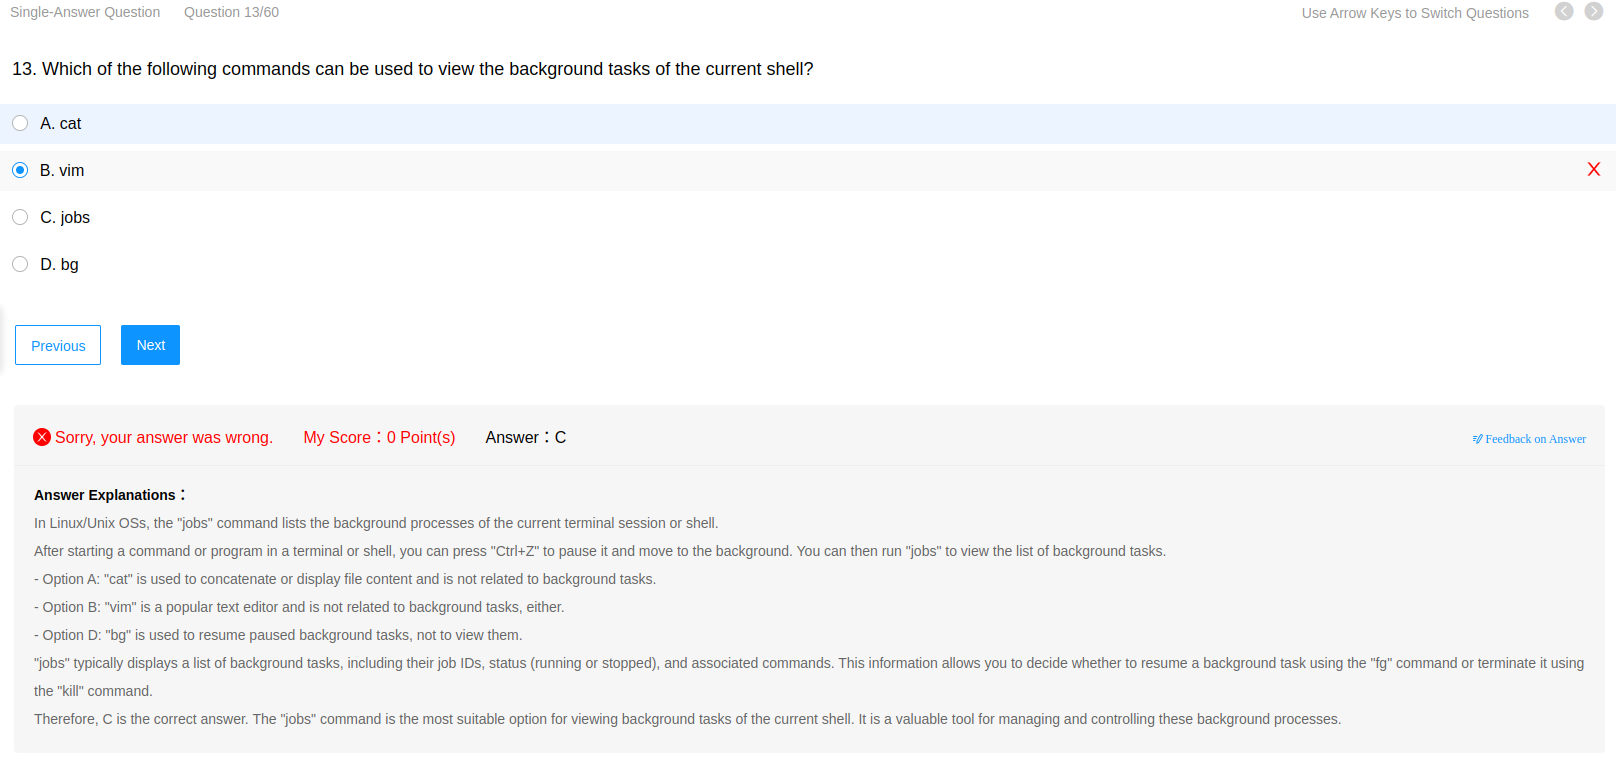 Single-Answer Question Question 13/60 Use Arrow Keys to Switch Questions
13. Which of the following commands can be used to view the background tasks of the current shell?
A. cat
B. vim
C. jobs
D. bg
Previous Next
Sorry, your answer was wrong. My Score：0 Point(s) Answer：C Feedback on Answer
Answer Explanations：
In Linux/Unix OSs, the "jobs" command lists the background processes of the current terminal session or shell.
After starting a command or program in a terminal or shell, you can press "Ctrl+Z" to pause it and move to the background. You can then run "jobs" to view the list of background tasks.
- Option A: "cat" is used to concatenate or display file content and is not related to background tasks.
- Option B: "vim" is a popular text editor and is not related to background tasks, either.
- Option D: "bg" is used to resume paused background tasks, not to view them.
"jobs" typically displays a list of background tasks, including their job IDs, status (running or stopped), and associated commands. This information allows you to decide whether to resume a background task using the "fg" command or terminate it using
the "kill" command.
Therefore, C is the correct answer. The "jobs" command is the most suitable option for viewing background tasks of the current shell. It is a valuable tool for managing and controlling these background processes.